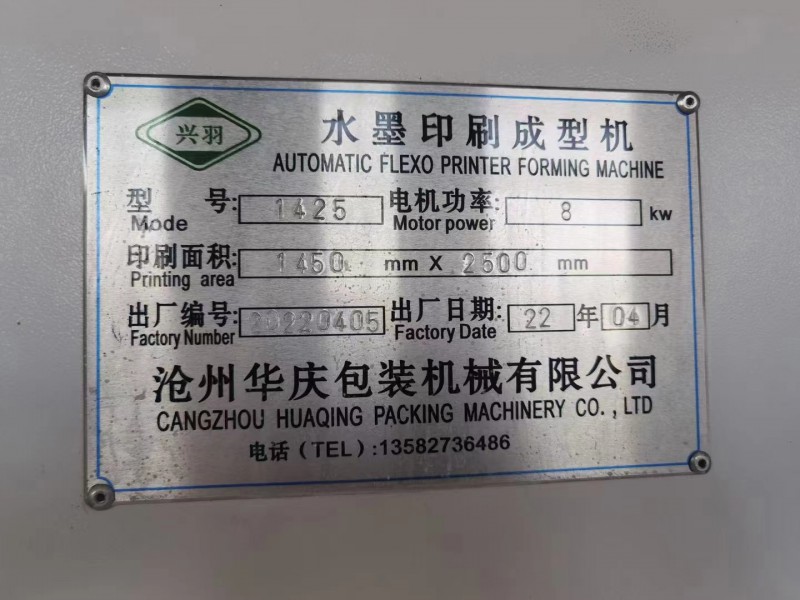 兴羽
水墨印刷成型机
AUTOMATIC FLEXO PRINTER FORMING MACHINE
型 号: 1425 电机功率: 8 kw
Mode Motor power
印刷面积: 1450 mm X 2500 mm
Printing area
出厂编号: 20220405 出厂日期: 22 年 04 月
Factory Number Factory Date
沧州华庆包装机械有限公司
CANGZHOU HUAQING PACKING MACHINERY CO. , LTD
电话（TEL）:13582736486